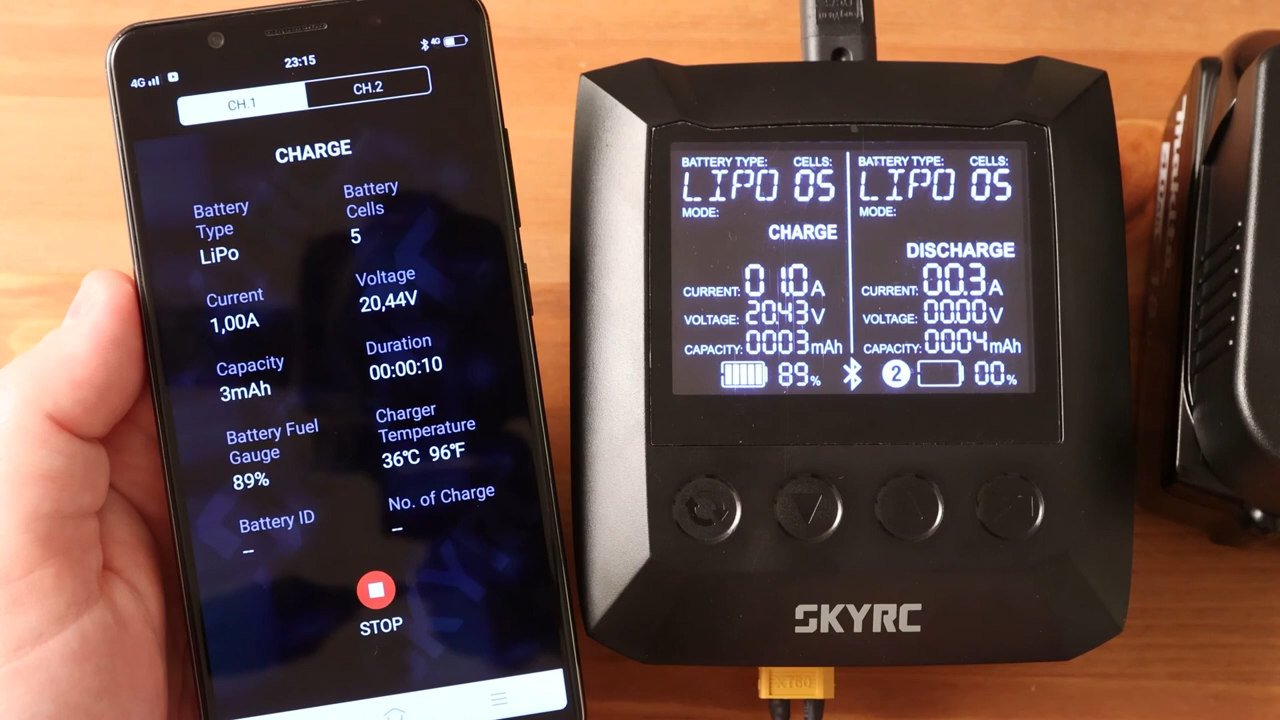 4G
23:15
4G
CH.1
CH.2
CHARGE
Battery
Type
LiPo
Battery
Cells
5
Current
1,00A
Voltage
20,44V
Capacity
3mAh
Duration
00:00:10
Battery Fuel
Gauge
89%
Charger
Temperature
36℃ 96℉
Battery ID
--
No. of Charge
--
STOP
BATTERY TYPE: CELLS:
LIPO 05
MODE:
CHARGE
CURRENT: 01.0A
VOLTAGE: 20.43V
CAPACITY: 0003mAh
89%
BATTERY TYPE: CELLS:
LIPO 05
MODE:
DISCHARGE
CURRENT: 00.3A
VOLTAGE: 00.00V
CAPACITY: 0004mAh
2 00%
SKYRC
XT60